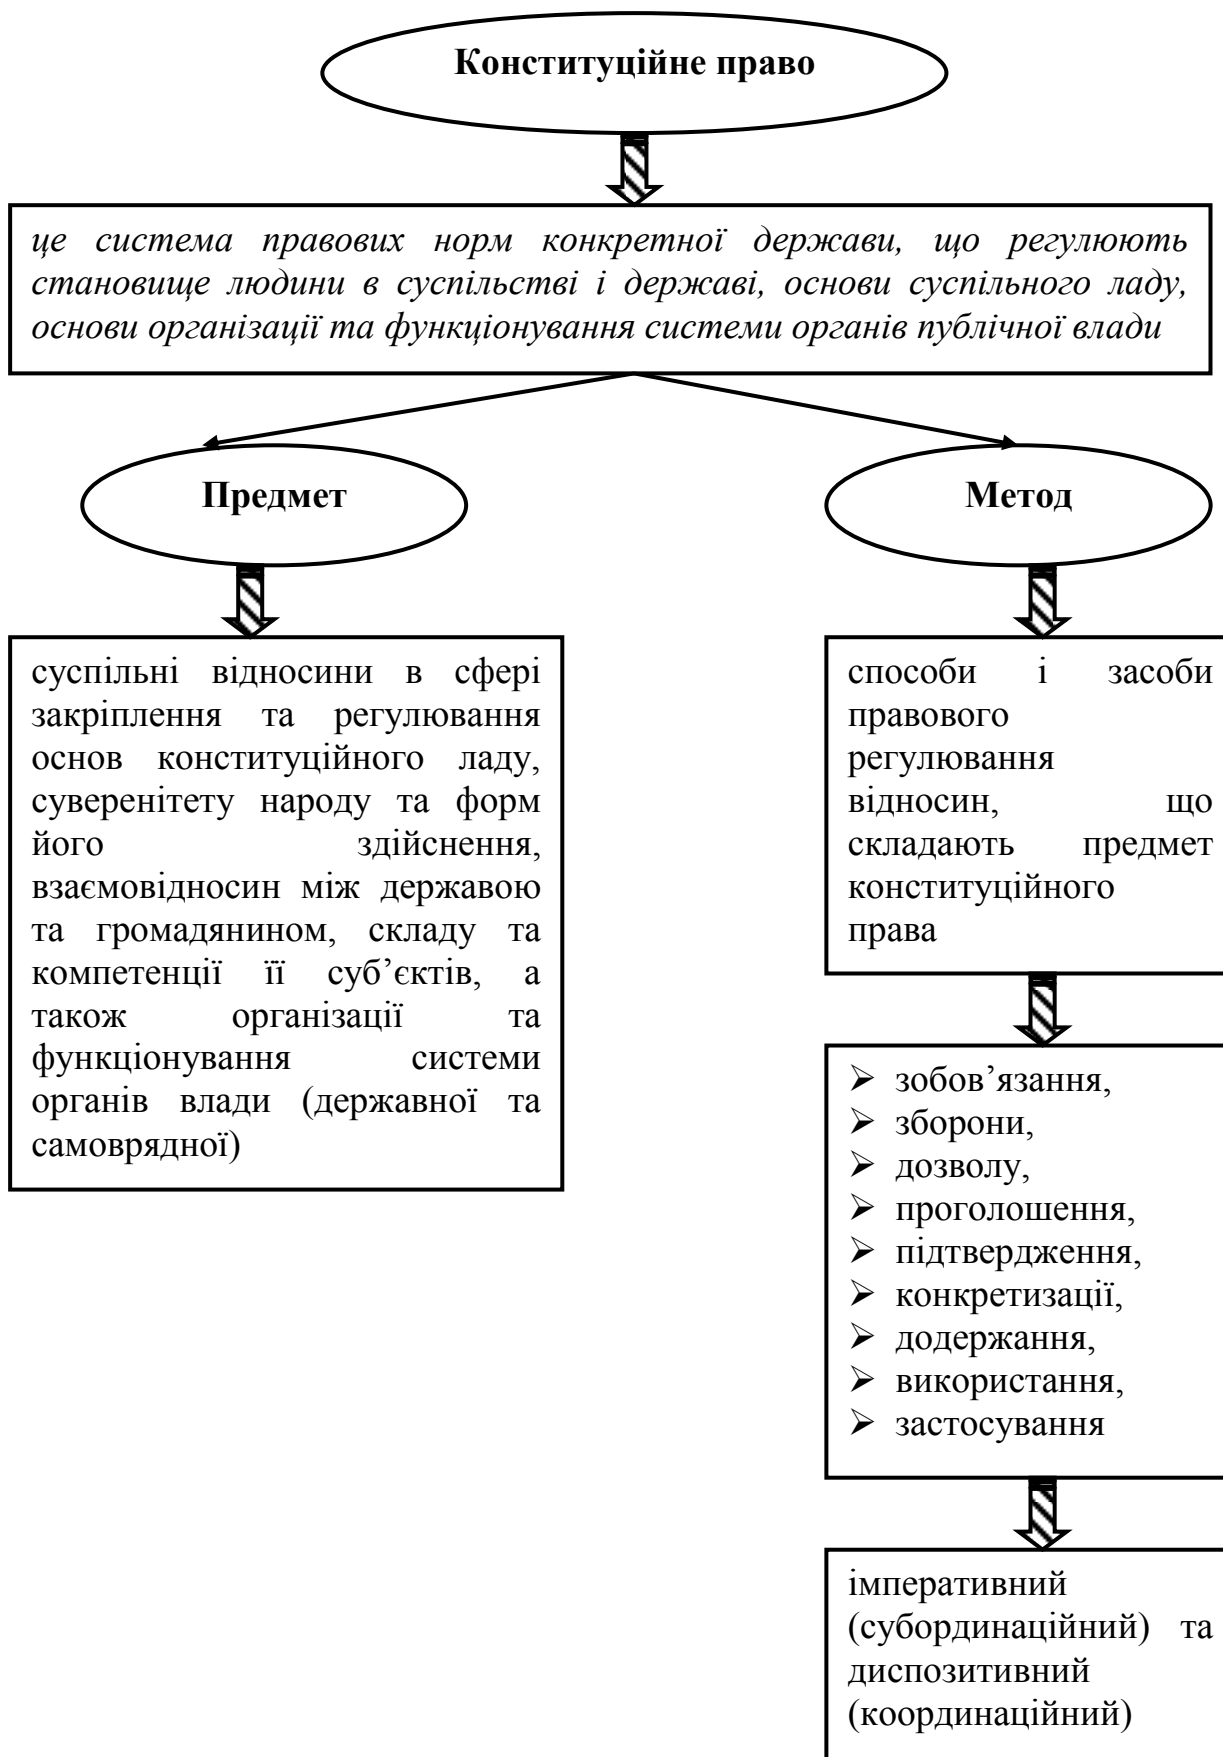 Конституційне право
це система правових норм конкретної держави, що регулюють
становище людини в суспільстві і державі, основи суспільного ладу,
основи організації та функціонування системи органів публічної влади
Предмет
суспільні відносини в сфері
закріплення та регулювання
основ конституційного ладу,
суверенітету народу та форм
його здійснення,
взаємовідносин між державою
та громадянином, складу та
компетенції її суб’єктів, а
також організації та
функціонування системи
органів влади (державної та
самоврядної)
Метод
способи і засоби
правового
регулювання
відносин, що
складають предмет
конституційного
права
➢ зобов’язання,
➢ зборони,
➢ дозволу,
➢ проголошення,
➢ підтвердження,
➢ конкретизації,
➢ додержання,
➢ використання,
➢ застосування
імперативний
(субординаційний) та
диспозитивний
(координаційний)